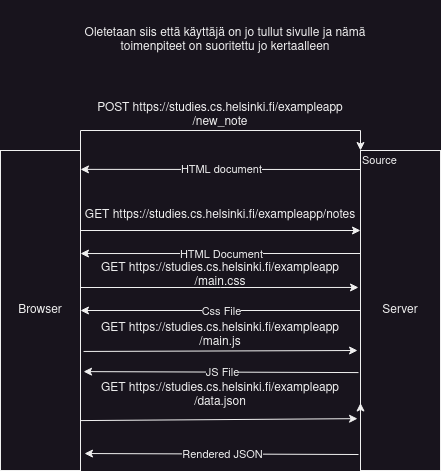 Oletetaan siis että käyttäjä on jo tullut sivulle ja nämä
toimenpiteet on suoritettu jo kertaalleen
POST https://studies.cs.helsinki.fi/exampleapp
/new_note
Source
HTML document
GET https://studies.cs.helsinki.fi/exampleapp/notes
HTML Document
GET https://studies.cs.helsinki.fi/exampleapp
/main.css
Browser
Server
Css File
GET https://studies.cs.helsinki.fi/exampleapp
/main.js
JS File
GET https://studies.cs.helsinki.fi/exampleapp
/data.json
Rendered JSON